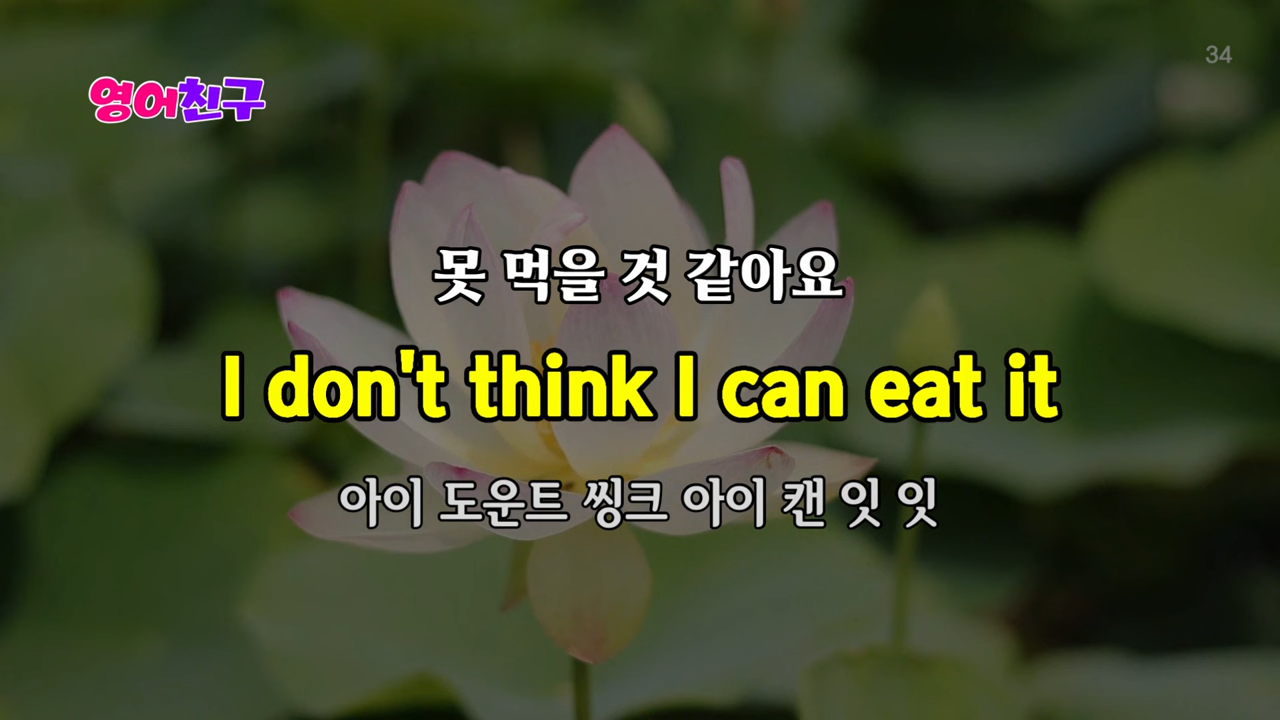 34
영어친구
못 먹을 것 같아요
I don't think I can eat it
아이 도운트 씽크 아이 캔 잇 잇